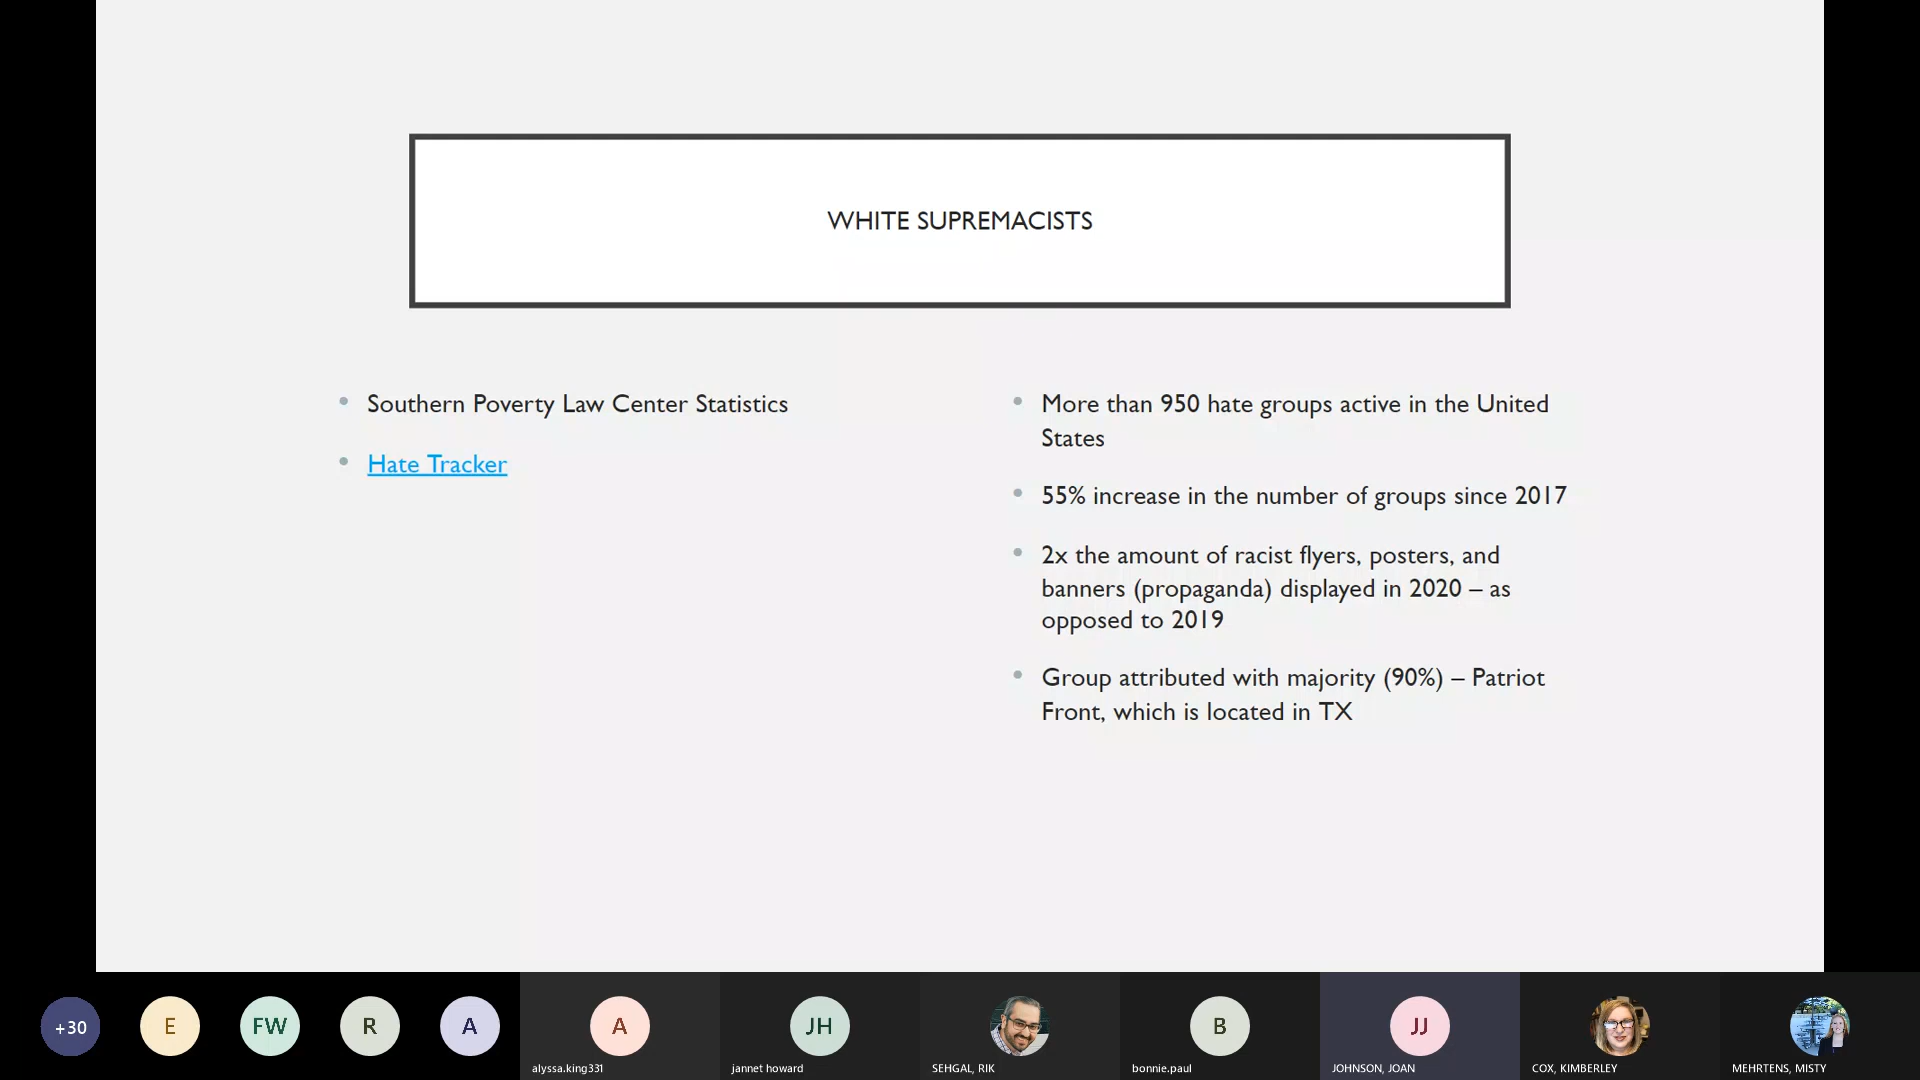 WHITE SUPREMACISTS
Southern Poverty Law Center Statistics
Hate Tracker
More than 950 hate groups active in the United
States
55% increase in the number of groups since 2017
2x the amount of racist flyers, posters, and
banners (propaganda) displayed in 2020 – as
opposed to 2019
Group attributed with majority (90%) – Patriot
Front, which is located in TX
+30
E
FW
R
A
A
JH
B
JJ
alyssa.king331
jannet howard
SEHGAL, RIK
bonnie.paul
JOHNSON, JOAN
COX, KIMBERLEY
MEHRTENS, MISTY